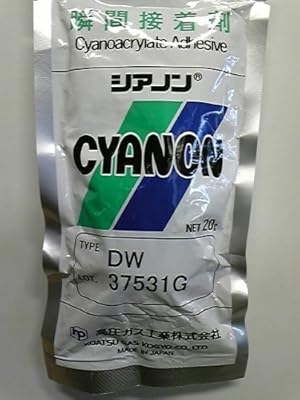 瞬間接着剤
Cyanoacrylate Adhesive
シアノン®
CYANON
NET 20g
TYPE DW
LOT. 37531G
hp 高圧ガス工業株式会社
KOATSU GAS KOGYO CO., LTD
MADE IN JAPAN